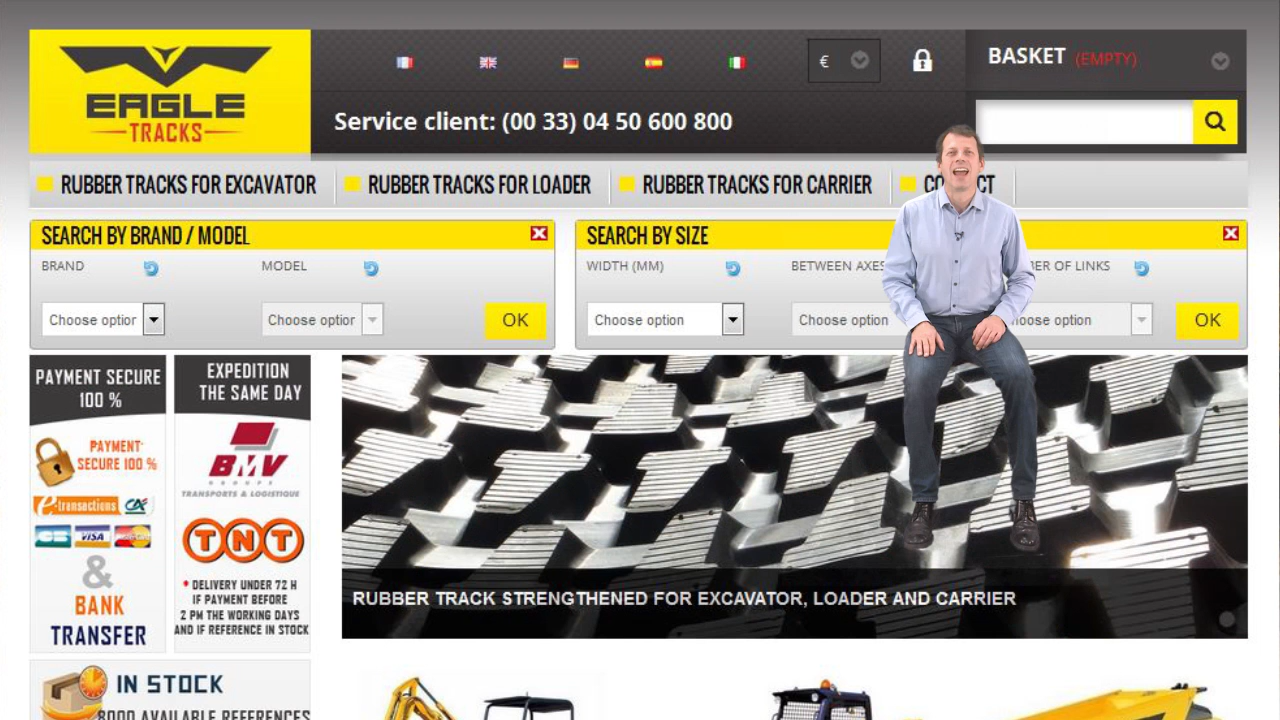 EAGLE
TRACKS
€
BASKET (EMPTY)
Service client: (00 33) 04 50 600 800
RUBBER TRACKS FOR EXCAVATOR
RUBBER TRACKS FOR LOADER
RUBBER TRACKS FOR CARRIER
SEARCH BY BRAND / MODEL
BRAND
MODEL
Choose option
Choose option
OK
SEARCH BY SIZE
WIDTH (MM)
BETWEEN AXES
OF LINKS
Choose option
Choose option
option
OK
PAYMENT SECURE
100 %
PAYMENT
SECURE 100 %
e-transactions CA
CB VISA MasterCard
&
BANK
TRANSFER
EXPEDITION
THE SAME DAY
BMV
GROUPE
TRANSPORTS & LOGISTIQUE
TNT
* DELIVERY UNDER 72 H
IF PAYMENT BEFORE
2 PM THE WORKING DAYS
AND IF REFERENCE IN STOCK
RUBBER TRACK STRENGTHENED FOR EXCAVATOR, LOADER AND CARRIER
IN STOCK
8000 AVAILABLE REFERENCES